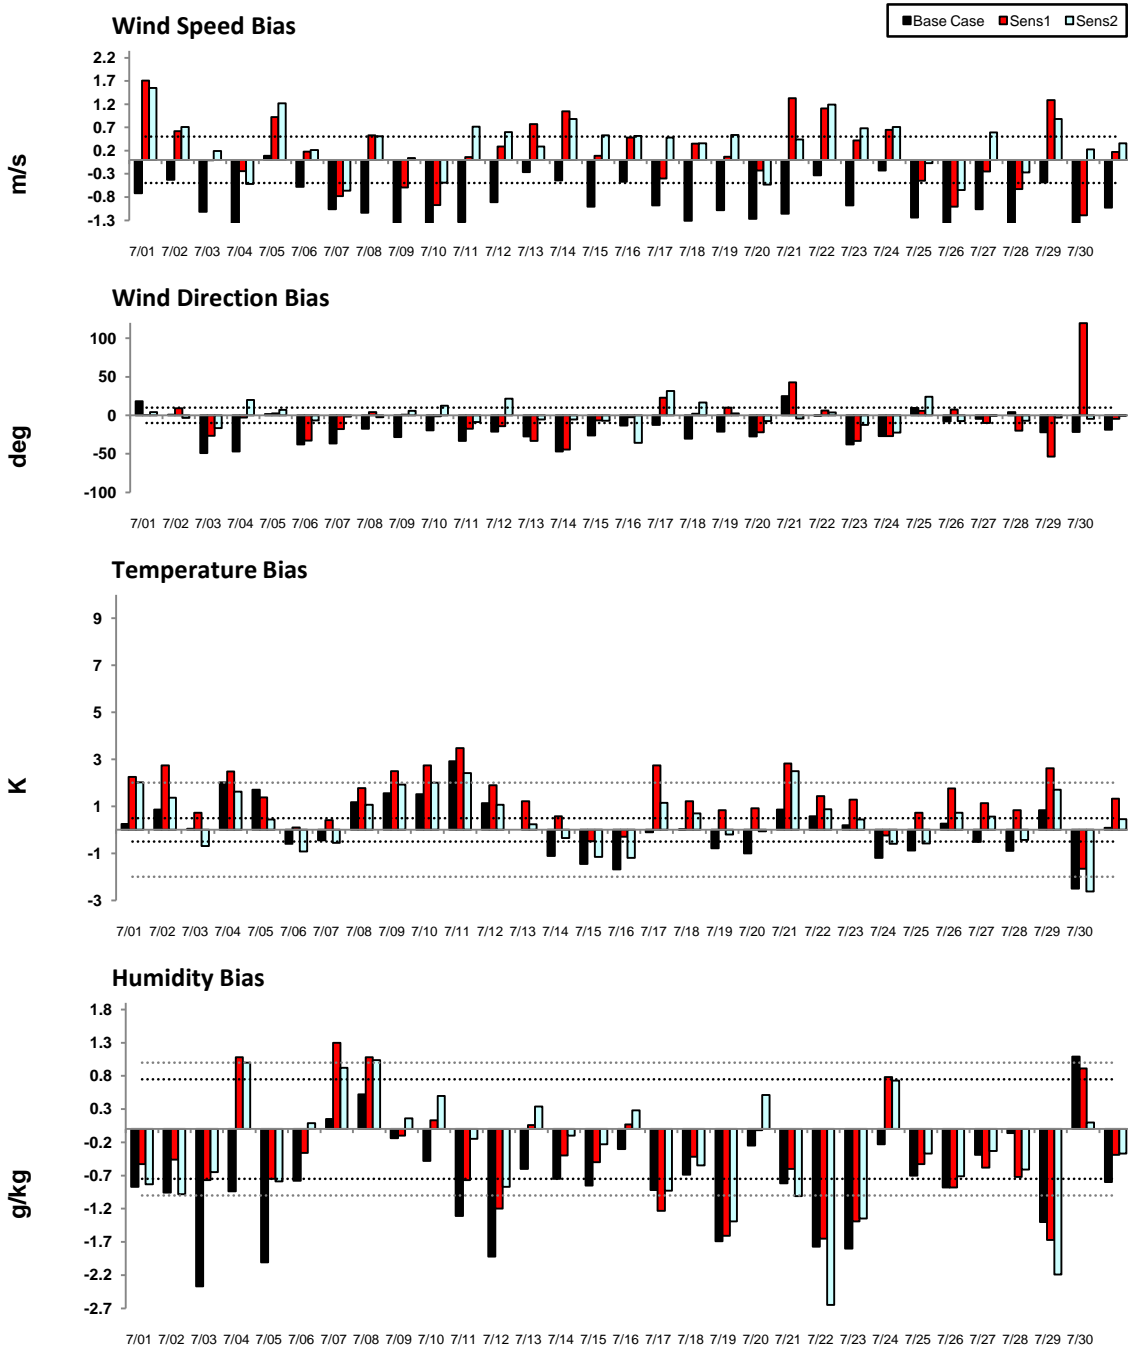 Wind Speed Bias
Base Case Sens1 Sens2
2.2
1.7
1.2
0.7
0.2
-0.3
-0.8
-1.3
m/s
7/01 7/02 7/03 7/04 7/05 7/06 7/07 7/08 7/09 7/10 7/11 7/12 7/13 7/14 7/15 7/16 7/17 7/18 7/19 7/20 7/21 7/22 7/23 7/24 7/25 7/26 7/27 7/28 7/29 7/30
Wind Direction Bias
100
50
0
-50
-100
deg
7/01 7/02 7/03 7/04 7/05 7/06 7/07 7/08 7/09 7/10 7/11 7/12 7/13 7/14 7/15 7/16 7/17 7/18 7/19 7/20 7/21 7/22 7/23 7/24 7/25 7/26 7/27 7/28 7/29 7/30
Temperature Bias
9
7
5
3
1
-1
-3
K
7/01 7/02 7/03 7/04 7/05 7/06 7/07 7/08 7/09 7/10 7/11 7/12 7/13 7/14 7/15 7/16 7/17 7/18 7/19 7/20 7/21 7/22 7/23 7/24 7/25 7/26 7/27 7/28 7/29 7/30
Humidity Bias
1.8
1.3
0.8
0.3
-0.2
-0.7
-1.2
-1.7
-2.2
-2.7
g/kg
7/01 7/02 7/03 7/04 7/05 7/06 7/07 7/08 7/09 7/10 7/11 7/12 7/13 7/14 7/15 7/16 7/17 7/18 7/19 7/20 7/21 7/22 7/23 7/24 7/25 7/26 7/27 7/28 7/29 7/30